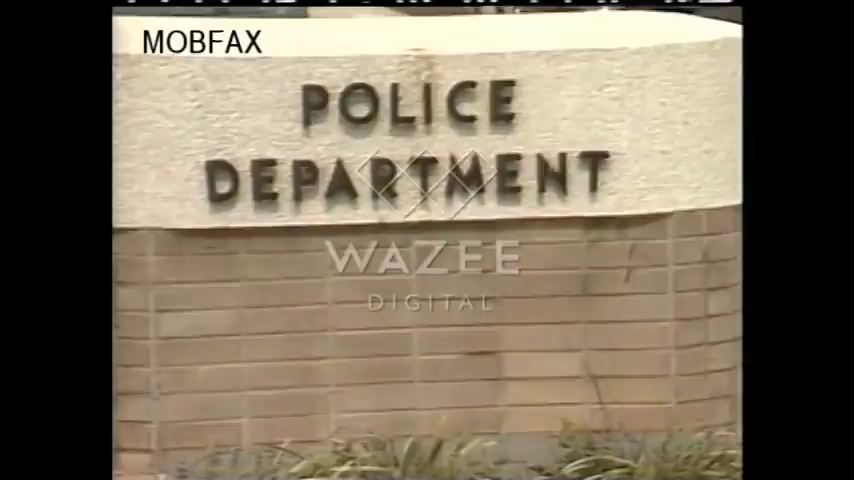 MOBFAX
POLICE
DEPARTMENT
WAZEE
DIGITAL